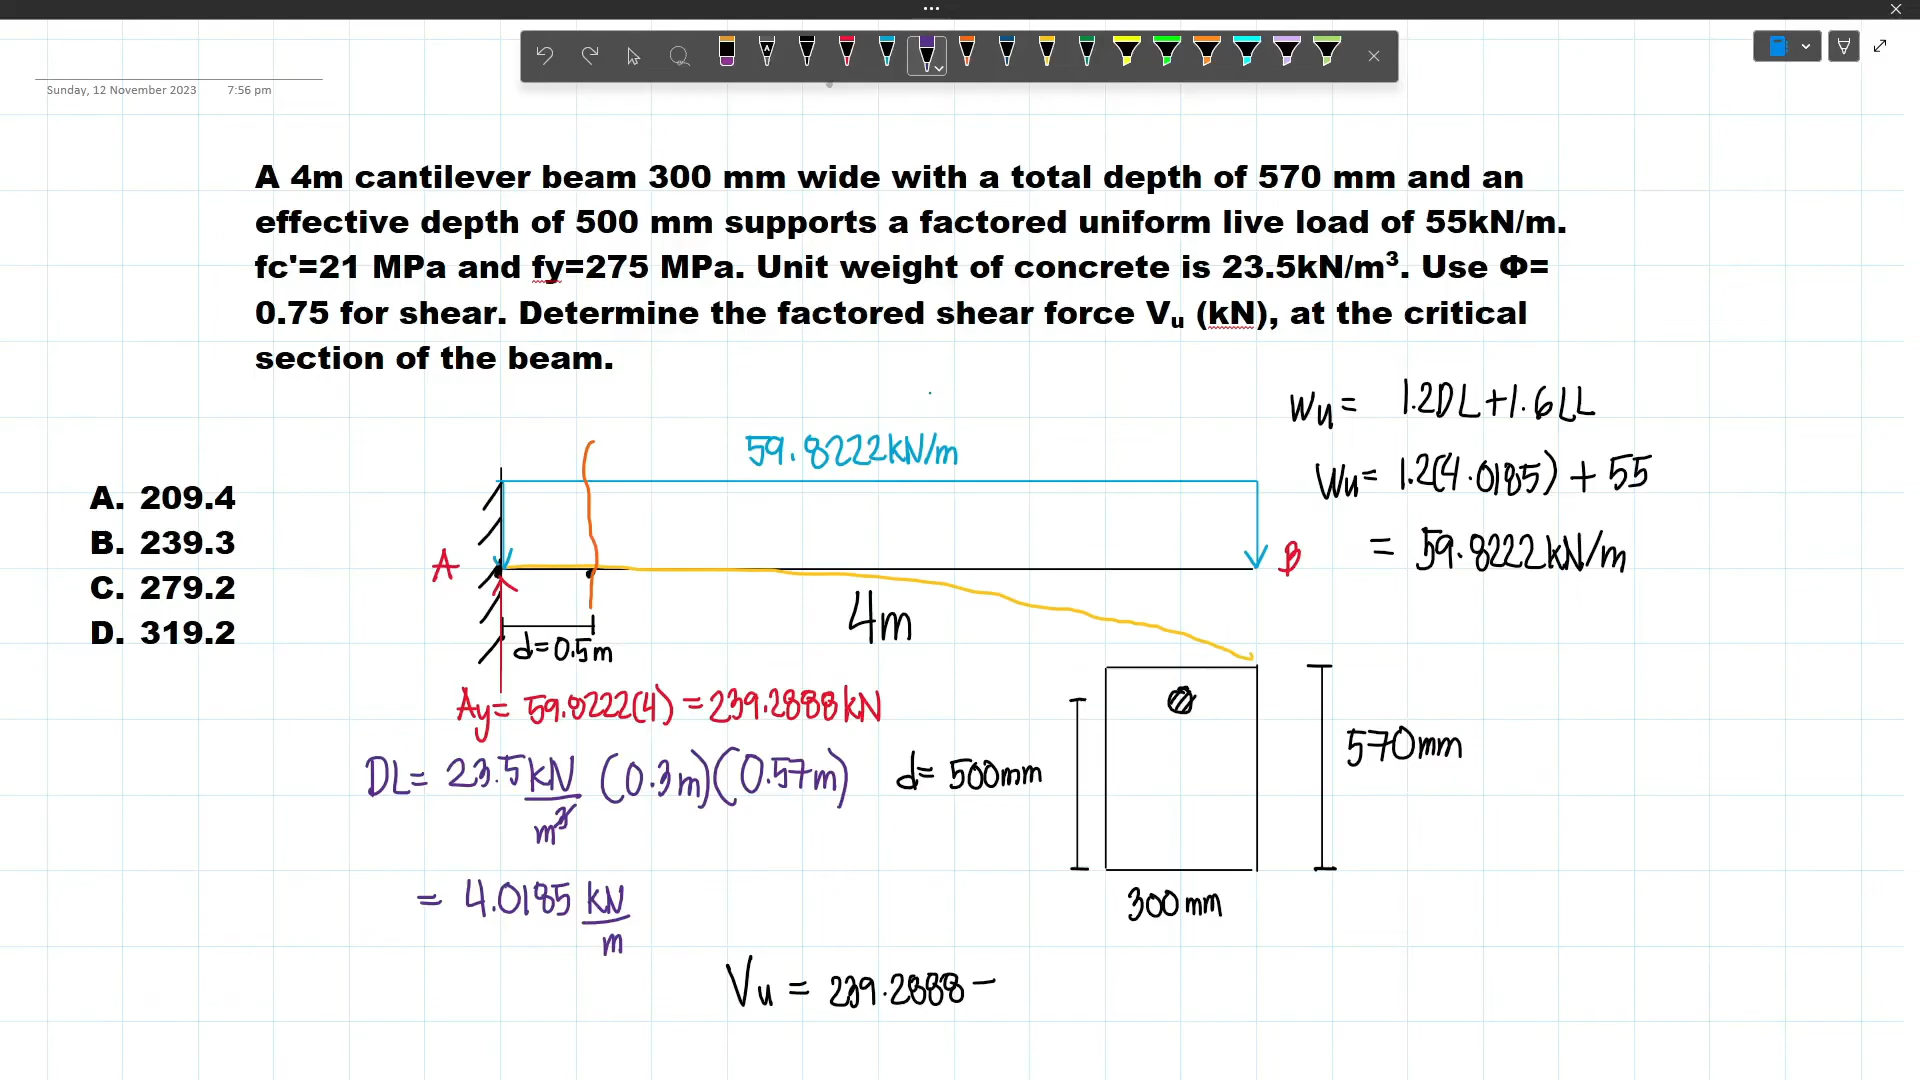 Sunday, 12 November 2023 7:56 pm
A 4m cantilever beam 300 mm wide with a total depth of 570 mm and an
effective depth of 500 mm supports a factored uniform live load of 55kN/m.
fc'=21 MPa and fy=275 MPa. Unit weight of concrete is 23.5kN/m³. Use Φ=
0.75 for shear. Determine the factored shear force Vᵤ (kN), at the critical
section of the beam.
A. 209.4
B. 239.3
C. 279.2
D. 319.2
Wu = 1.2DL+1.6LL
Wu = 1.2(4.0185) + 55
= 59.8222kN/m
59.8222kN/m
A
B
4m
d=0.5m
Ay= 59.8222(4) = 239.2888kN
DL= 23.5 kN/m³ (0.3m)(0.57m)
= 4.0185 kN/m
d= 500mm
570mm
300mm
Vu = 239.2888 -